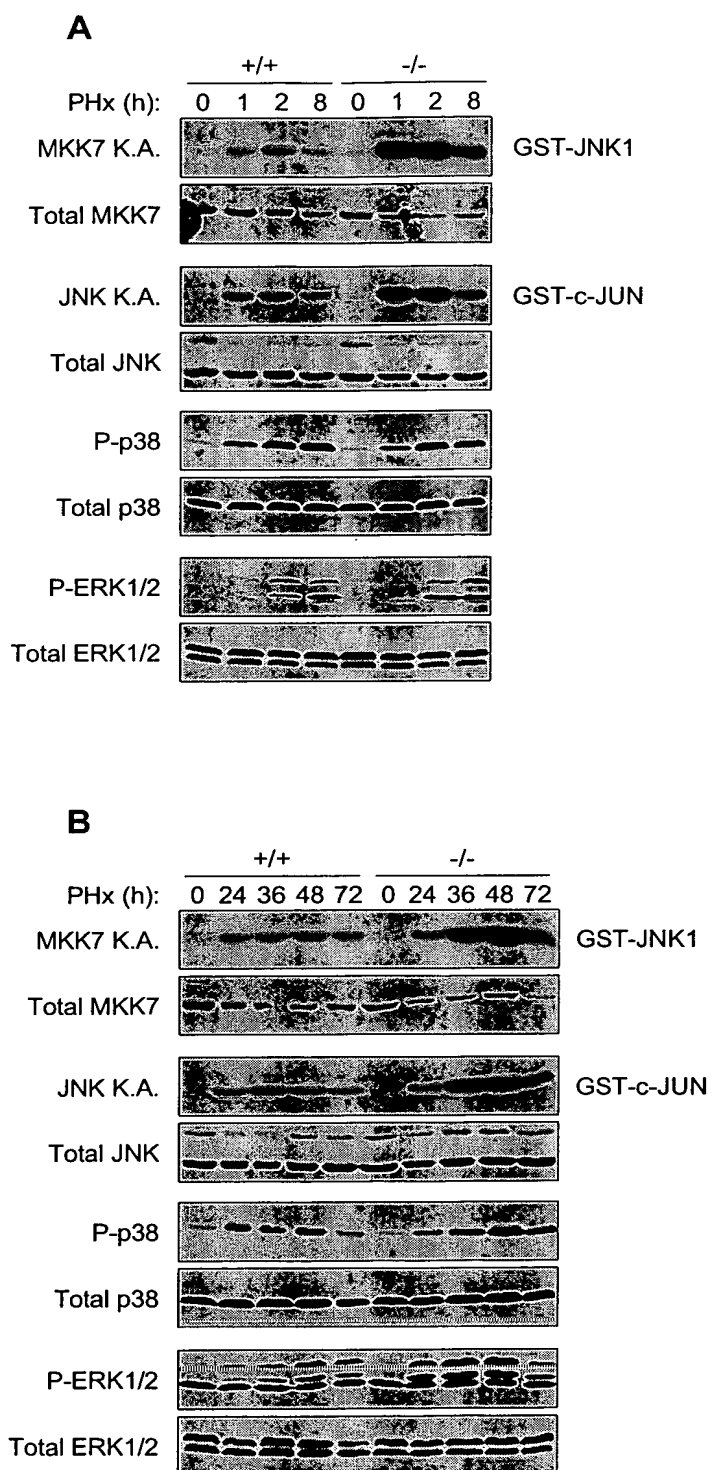 A
+/+ -/-
PHx (h): 0 1 2 8 0 1 2 8
MKK7 K.A. GST-JNK1
Total MKK7
JNK K.A. GST-c-JUN
Total JNK
P-p38
Total p38
P-ERK1/2
Total ERK1/2
B
+/+ -/-
PHx (h): 0 24 36 48 72 0 24 36 48 72
MKK7 K.A. GST-JNK1
Total MKK7
JNK K.A. GST-c-JUN
Total JNK
P-p38
Total p38
P-ERK1/2
Total ERK1/2